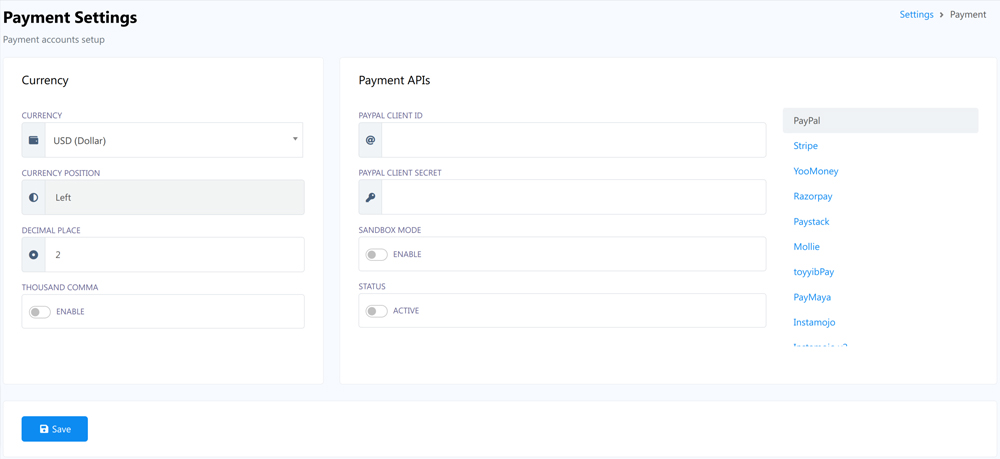 Payment Settings
Settings > Payment
Payment accounts setup
Currency
CURRENCY
USD (Dollar)
CURRENCY POSITION
Left
DECIMAL PLACE
2
THOUSAND COMMA
ENABLE
Payment APIs
PAYPAL CLIENT ID
@
PAYPAL CLIENT SECRET
SANDBOX MODE
ENABLE
STATUS
ACTIVE
PayPal
Stripe
YooMoney
Razorpay
Paystack
Mollie
toyyibPay
PayMaya
Instamojo
Instamojo v2
Save